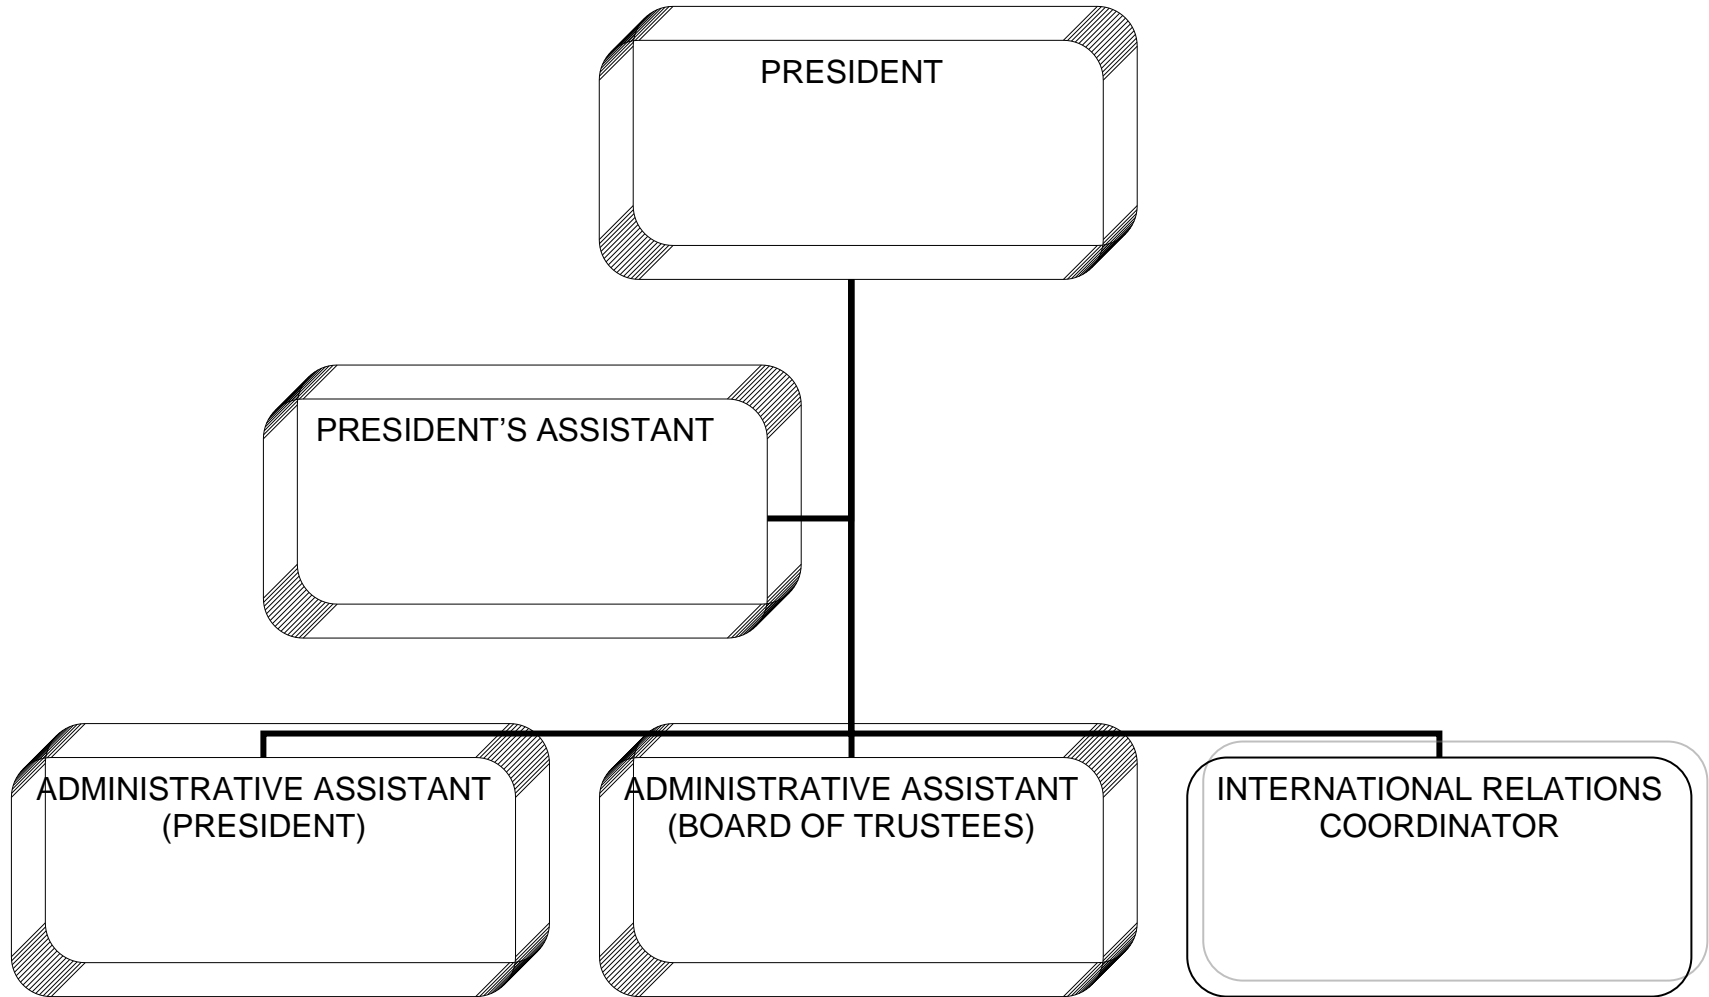 PRESIDENT
PRESIDENT’S ASSISTANT
ADMINISTRATIVE ASSISTANT
(PRESIDENT)
ADMINISTRATIVE ASSISTANT
(BOARD OF TRUSTEES)
INTERNATIONAL RELATIONS
COORDINATOR